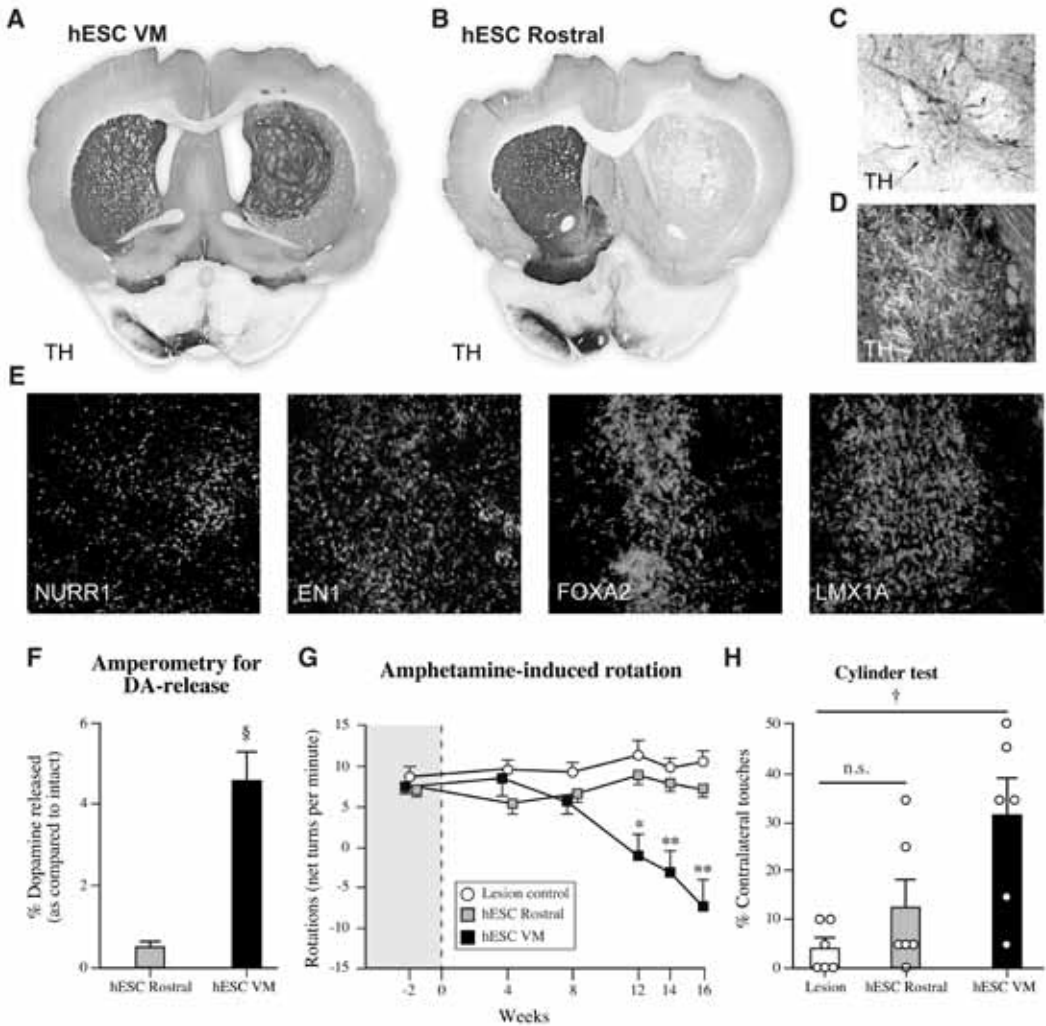 A
hESC VM
TH
B
hESC Rostral
TH
C
TH
D
TH
E
NURR1
EN1
FOXA2
LMX1A
F
Amperometry for
DA-release
% Dopamine released
(as compared to intact)
6
4
2
0
§
hESC Rostral
hESC VM
G
Amphetamine-induced rotation
Rotations (net turns per minute)
15
10
5
0
-5
-10
-15
*
**
**
Lesion control
hESC Rostral
hESC VM
-2
0
4
8
12
14
16
Weeks
H
Cylinder test
†
n.s.
% Contralateral touches
50
40
30
20
10
0
Lesion
hESC Rostral
hESC VM